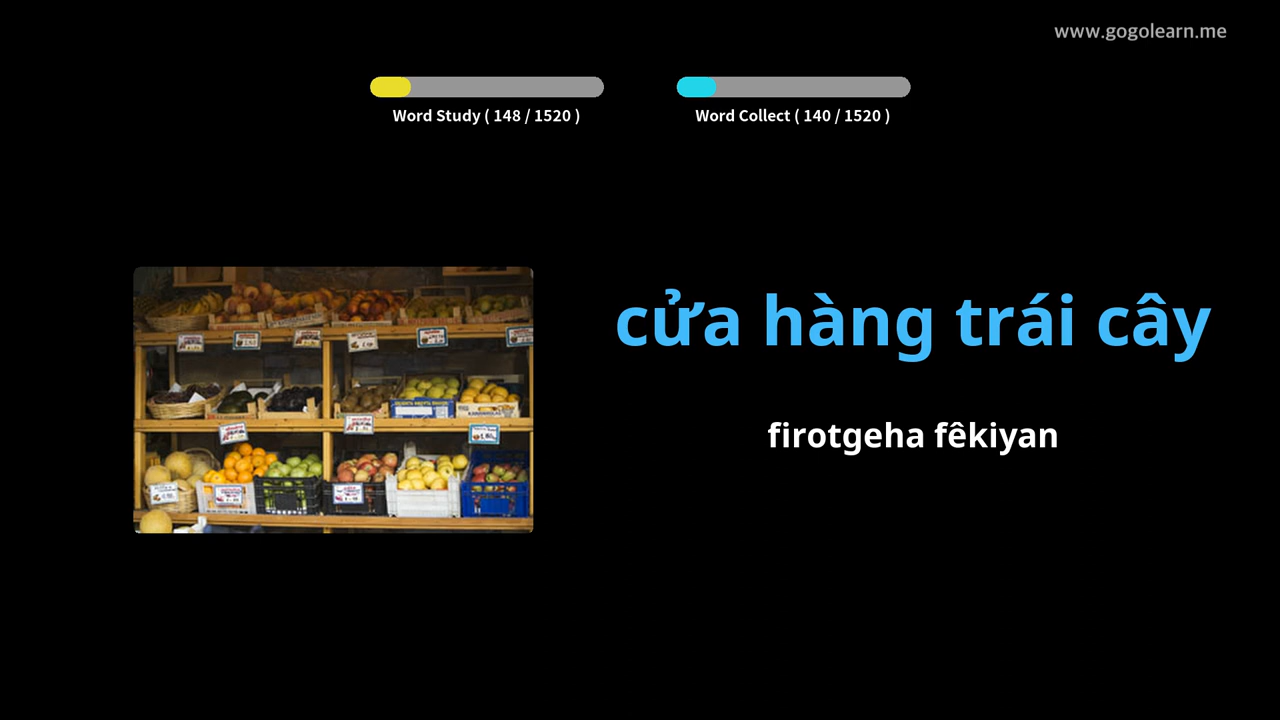 www.gogolearn.me
Word Study ( 148 / 1520 )
Word Collect ( 140 / 1520 )
cửa hàng trái cây
firotgeha fêkiyan